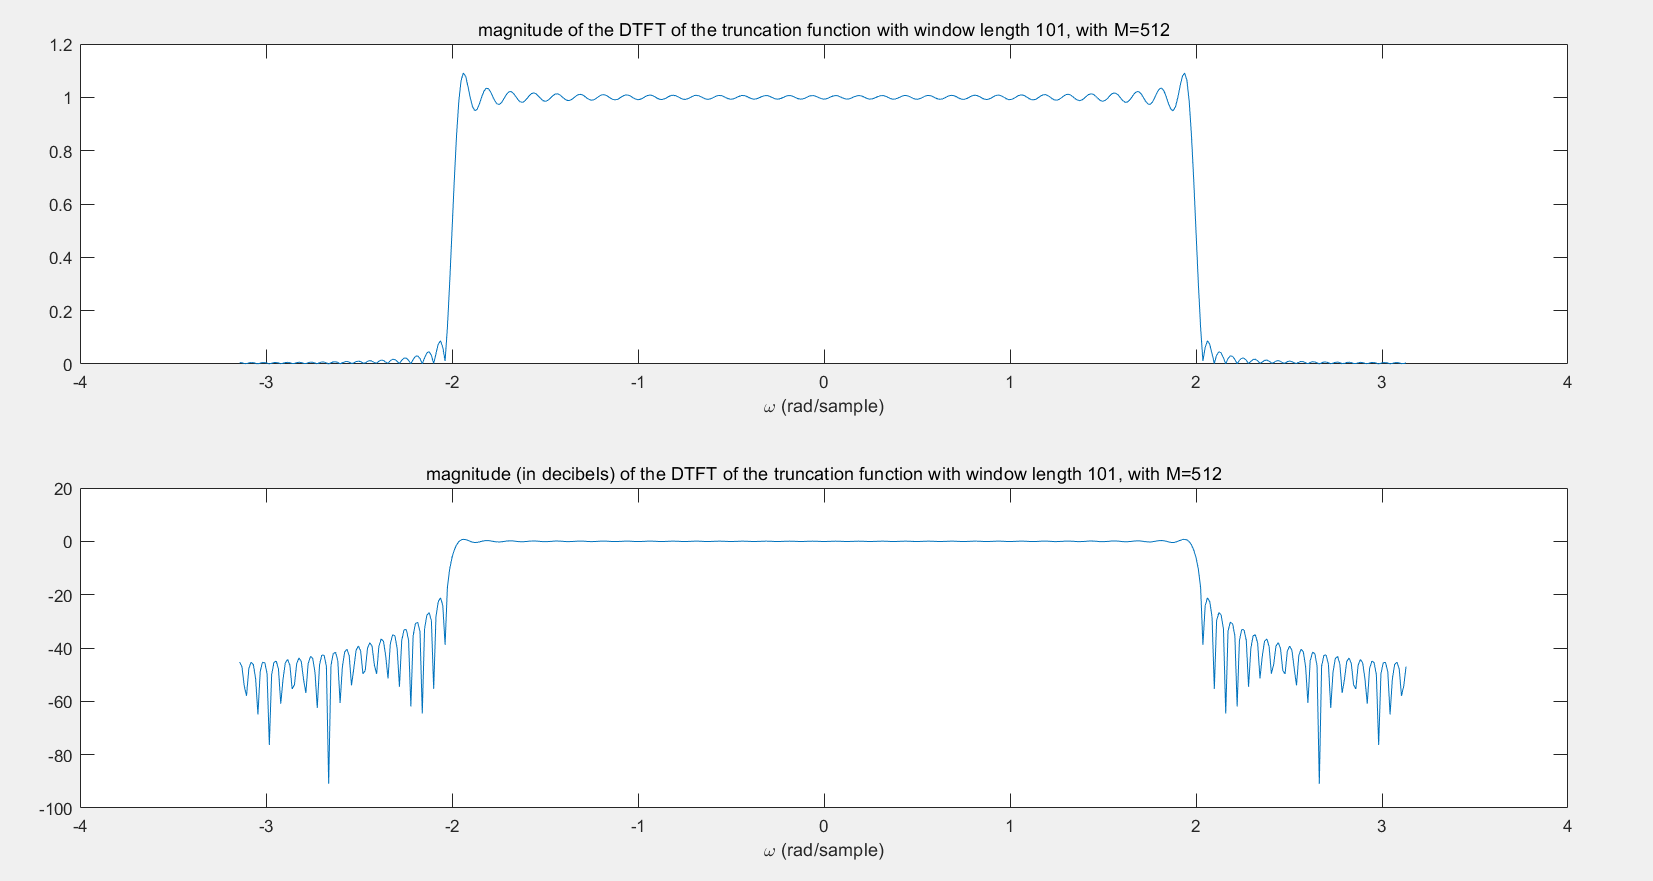 magnitude of the DTFT of the truncation function with window length 101, with M=512
1.2
1
0.8
0.6
0.4
0.2
0
-4 -3 -2 -1 0 1 2 3 4
ω (rad/sample)
magnitude (in decibels) of the DTFT of the truncation function with window length 101, with M=512
20
0
-20
-40
-60
-80
-100
-4 -3 -2 -1 0 1 2 3 4
ω (rad/sample)